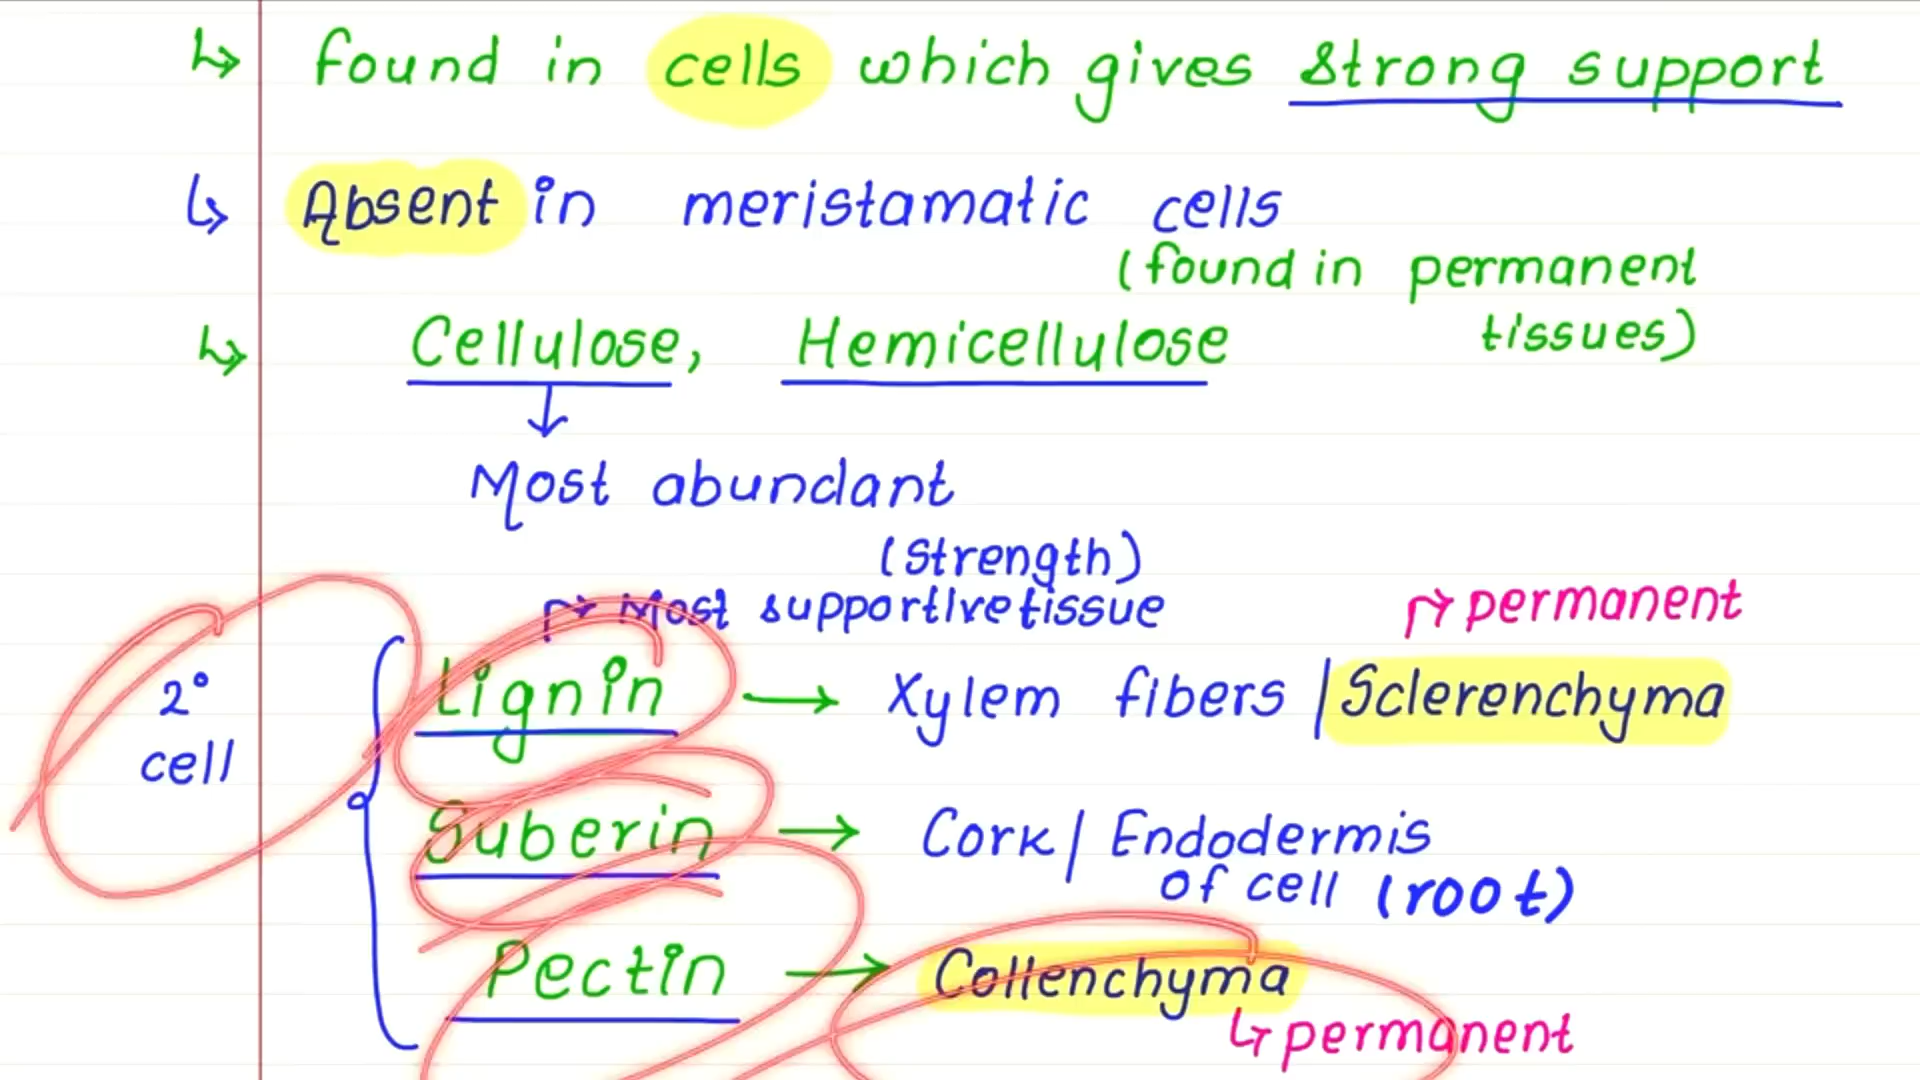 ↳ found in cells which gives strong support
↳ Absent in meristamatic cells
(found in permanent
tissues)
↳ Cellulose, Hemicellulose
↓
Most abundant
(strength)
↱ Most supportive tissue
↱ permanent
2° cell { Lignin → Xylem fibers | Sclerenchyma
Suberin → Cork / Endodermis
of cell (root)
Pectin → Collenchyma
↳ permanent